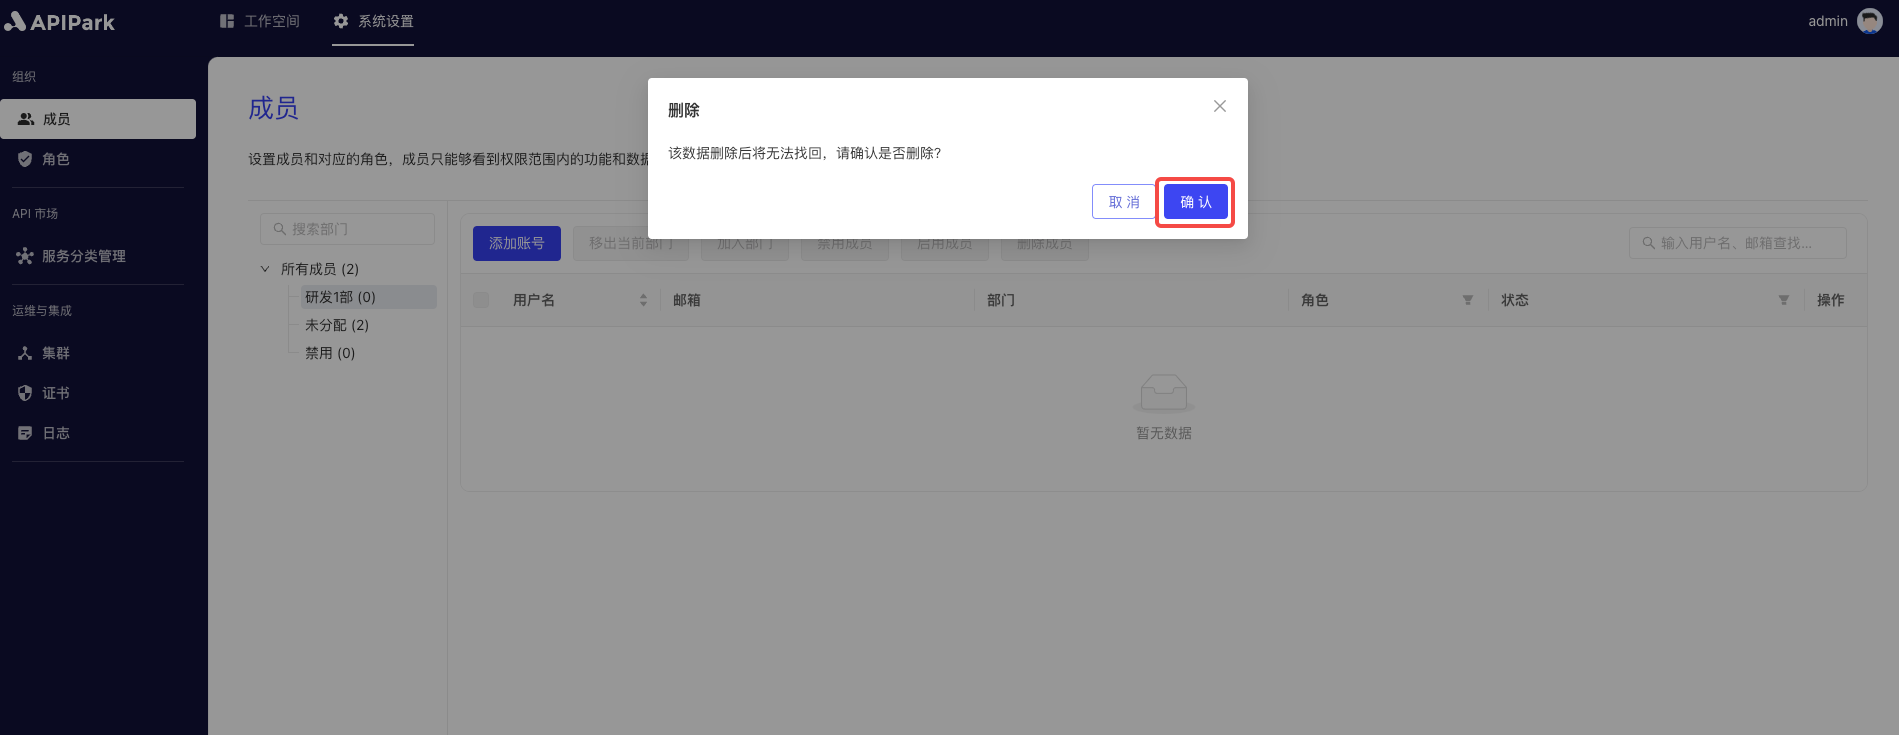 APIPark
工作空间
系统设置
admin
组织
成员
角色
API 市场
服务分类管理
运维与集成
集群
证书
日志
成员
设置成员和对应的角色，成员只能够看到权限范围内的功能和数据
搜索部门
所有成员 (2)
研发1部 (0)
未分配 (2)
禁用 (0)
删除
该数据删除后将无法找回，请确认是否删除？
取 消
确 认
添加账号
移出当前部门
加入部门
禁用成员
启用成员
删除成员
输入用户名、邮箱查找...
用户名
邮箱
部门
角色
状态
操作
暂无数据